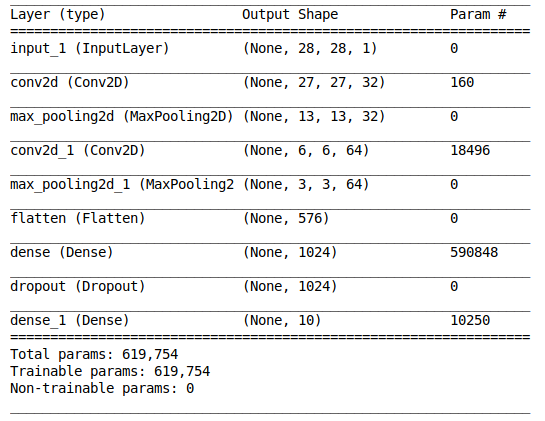 Layer (type) Output Shape Param #
input_1 (InputLayer) (None, 28, 28, 1) 0
conv2d (Conv2D) (None, 27, 27, 32) 160
max_pooling2d (MaxPooling2D) (None, 13, 13, 32) 0
conv2d_1 (Conv2D) (None, 6, 6, 64) 18496
max_pooling2d_1 (MaxPooling2 (None, 3, 3, 64) 0
flatten (Flatten) (None, 576) 0
dense (Dense) (None, 1024) 590848
dropout (Dropout) (None, 1024) 0
dense_1 (Dense) (None, 10) 10250
Total params: 619,754
Trainable params: 619,754
Non-trainable params: 0